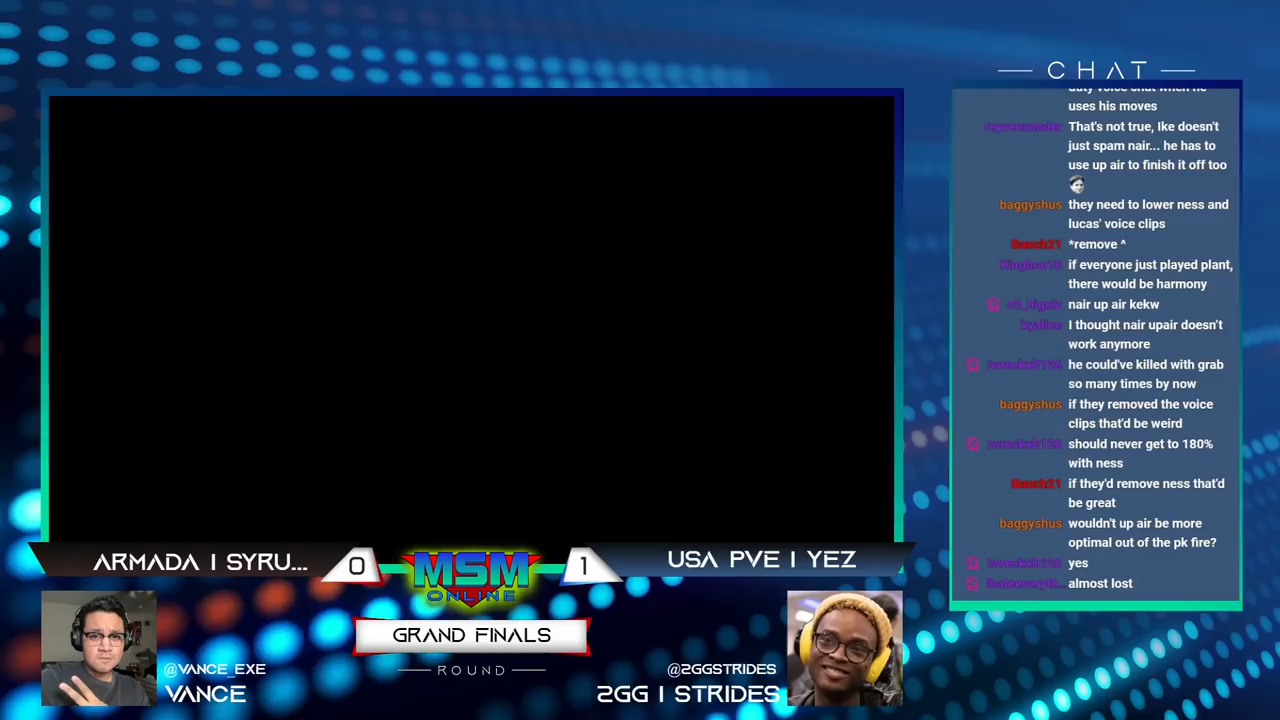 CHAT
uses his moves
That's not true, Ike doesn't
just spam nair... he has to
use up air to finish it off too
baggyshus they need to lower ness and
lucas' voice clips
*remove ^
if everyone just played plant,
there would be harmony
nair up air kekw
I thought nair upair doesn't
work anymore
he could've killed with grab
so many times by now
baggyshus if they removed the voice
clips that'd be weird
should never get to 180%
with ness
if they'd remove ness that'd
be great
baggyshus wouldn't up air be more
optimal out of the pk fire?
yes
almost lost
ARMADA | SYRU... 0
MSM
ONLINE
1 USA PVE | YEZ
GRAND FINALS
ROUND
@VANCE_EXE
VANCE
@2GGSTRIDES
2GG | STRIDES